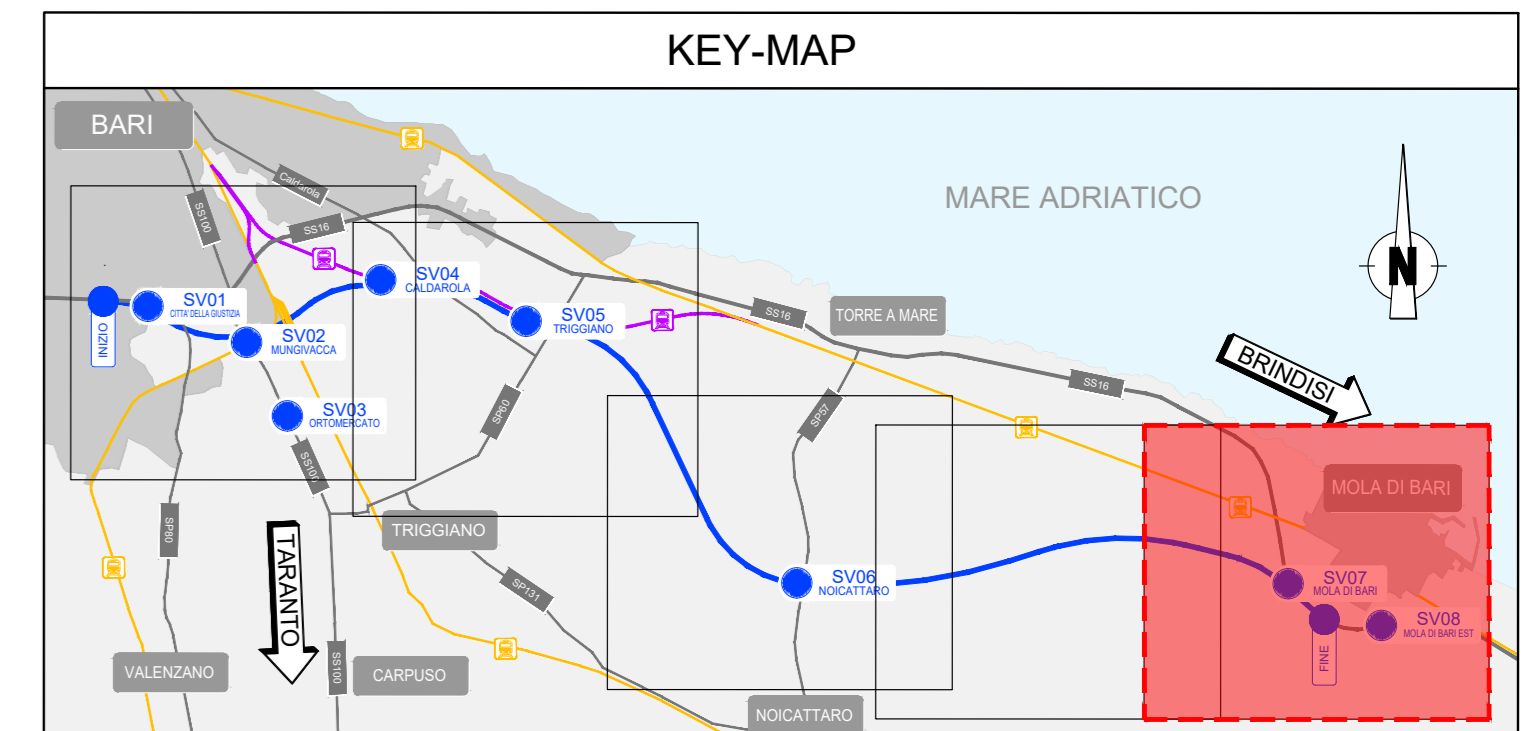 KEY-MAP
BARI
Caldarola
SS100
SS16
MARE ADRIATICO
N
SV04
CALDAROLA
SV01
CITTA' DELLA GIUSTIZIA
INIZIO
SV02
MUNGIVACCA
SV05
TRIGGIANO
SS16
TORRE A MARE
BRINDISI
SS16
SV03
ORTOMERCATO
SP60
SP57
SS100
MOLA DI BARI
SP80
TARANTO
TRIGGIANO
SP131
SV06
NOICATTARO
SV07
MOLA DI BARI
SV08
MOLA DI BARI EST
FINE
VALENZANO
SS100
CARPUSO
NOICATTARO